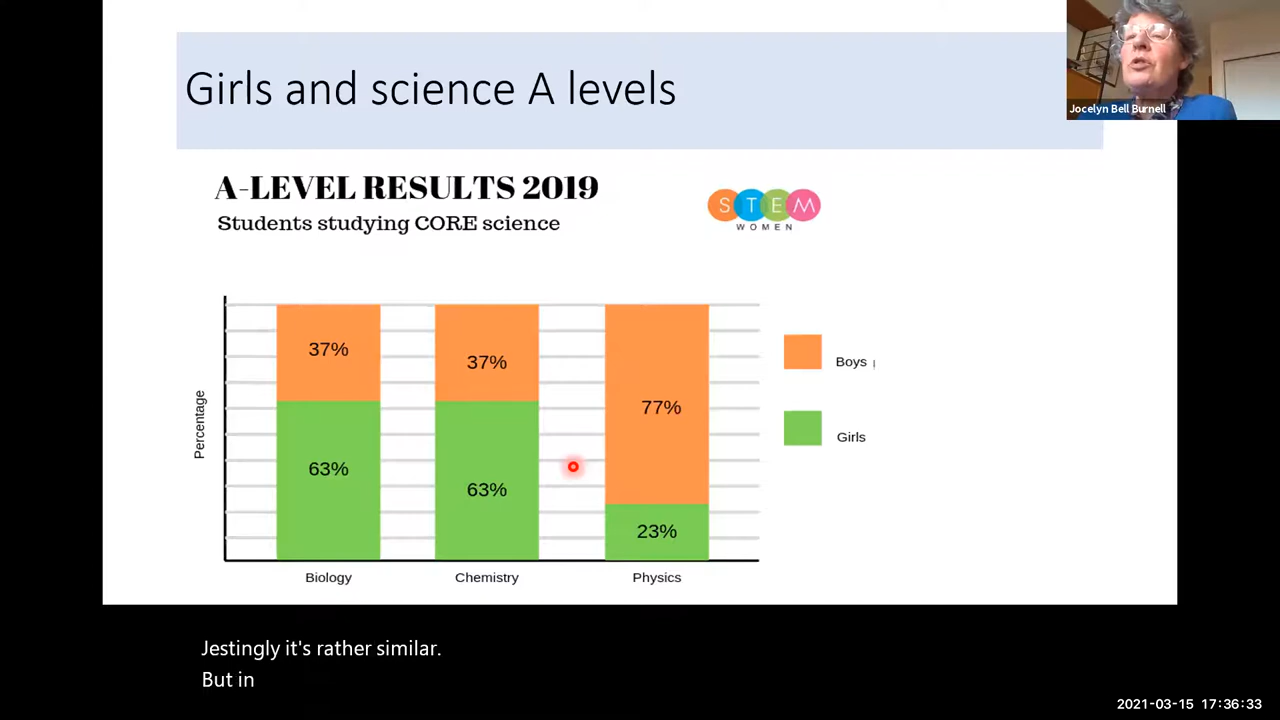 Girls and science A levels
Jocelyn Bell Burnell
A-LEVEL RESULTS 2019
Students studying CORE science
STEM
WOMEN
Percentage
37%
37%
77%
63%
63%
23%
Boys
Girls
Biology
Chemistry
Physics
Jestingly it's rather similar.
But in
2021-03-15 17:36:33